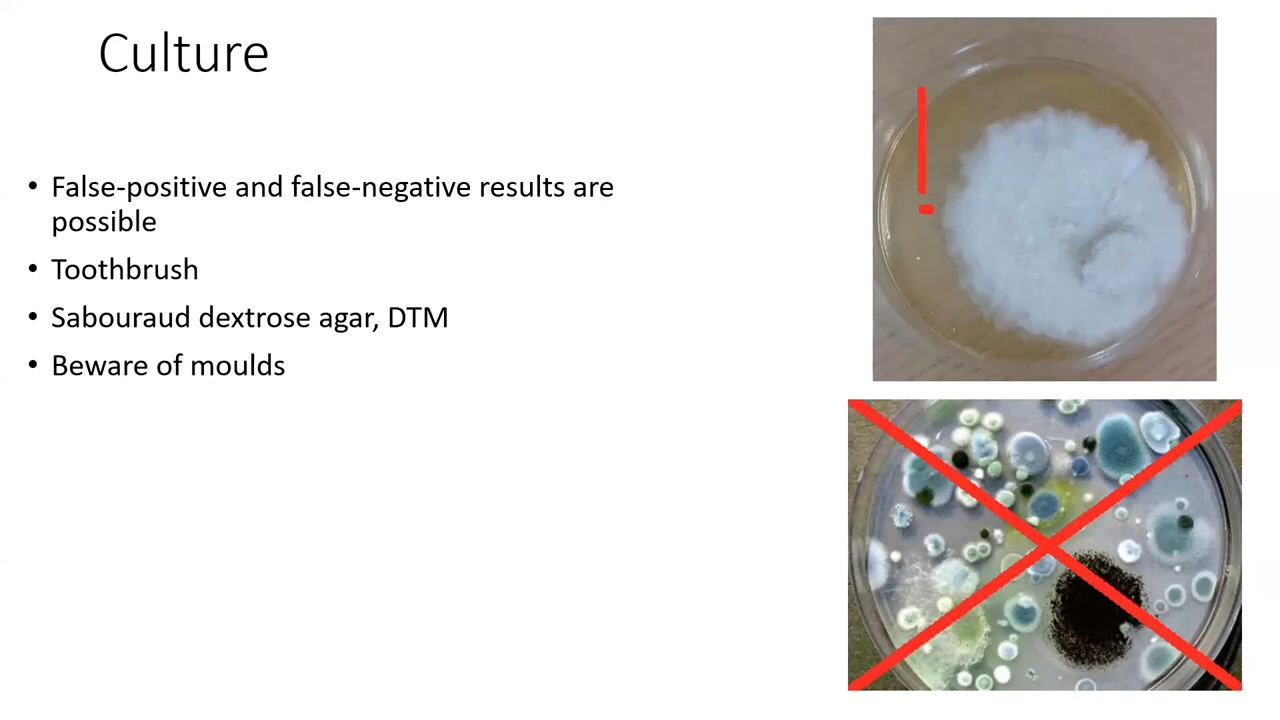 Culture
• False-positive and false-negative results are
possible
• Toothbrush
• Sabouraud dextrose agar, DTM
• Beware of moulds